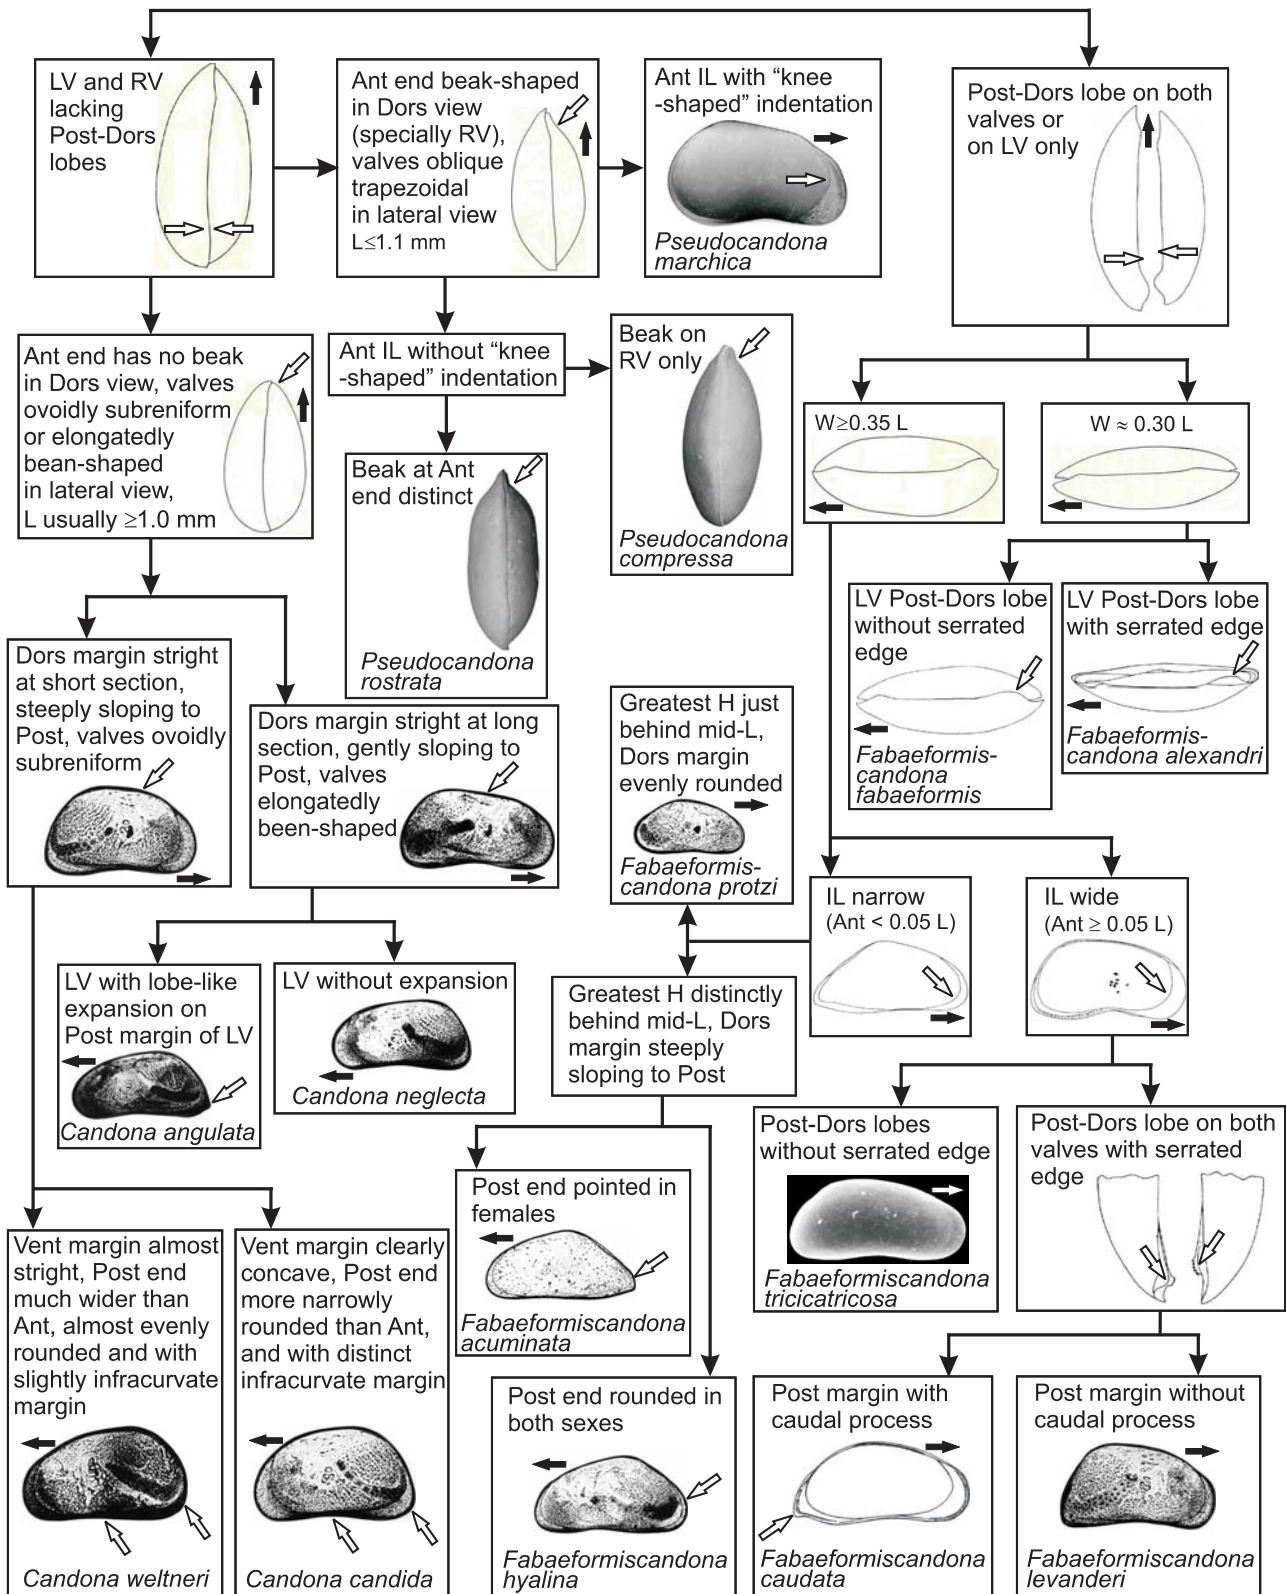 LV and RV
lacking
Post-Dors
lobes
Ant end beak-shaped
in Dors view
(specially RV),
valves oblique
trapezoidal
in lateral view
L≤1.1 mm
Ant IL with “knee
-shaped” indentation
Pseudocandona
marchica
Post-Dors lobe on both
valves or
on LV only
Ant end has no beak
in Dors view, valves
ovoidly subreniform
or elongatedly
bean-shaped
in lateral view,
L usually ≥1.0 mm
Ant IL without “knee
-shaped” indentation
Beak on
RV only
Pseudocandona
compressa
Beak at Ant
end distinct
Pseudocandona
rostrata
W≥0.35 L
W ≈ 0.30 L
LV Post-Dors lobe
without serrated
edge
Fabaeformis-
candona
fabaeformis
LV Post-Dors lobe
with serrated edge
Fabaeformis-
candona alexandri
Dors margin stright
at short section,
steeply sloping to
Post, valves ovoidly
subreniform
Dors margin stright at long
section, gently sloping to
Post, valves
elongatedly
been-shaped
Greatest H just
behind mid-L,
Dors margin
evenly rounded
Fabaeformis-
candona protzi
IL narrow
(Ant < 0.05 L)
IL wide
(Ant ≥ 0.05 L)
LV with lobe-like
expansion on
Post margin of LV
Candona angulata
LV without expansion
Candona neglecta
Greatest H distinctly
behind mid-L, Dors
margin steeply
sloping to Post
Post-Dors lobes
without serrated edge
Fabaeformiscandona
tricicatricosa
Post-Dors lobe on both
valves with serrated
edge
Post end pointed in
females
Fabaeformiscandona
acuminata
Vent margin almost
stright, Post end
much wider than
Ant, almost evenly
rounded and with
slightly infracurvate
margin
Candona weltneri
Vent margin clearly
concave, Post end
more narrowly
rounded than Ant,
and with distinct
infracurvate margin
Candona candida
Post end rounded in
both sexes
Fabaeformiscandona
hyalina
Post margin with
caudal process
Fabaeformiscandona
caudata
Post margin without
caudal process
Fabaeformiscandona
levanderi